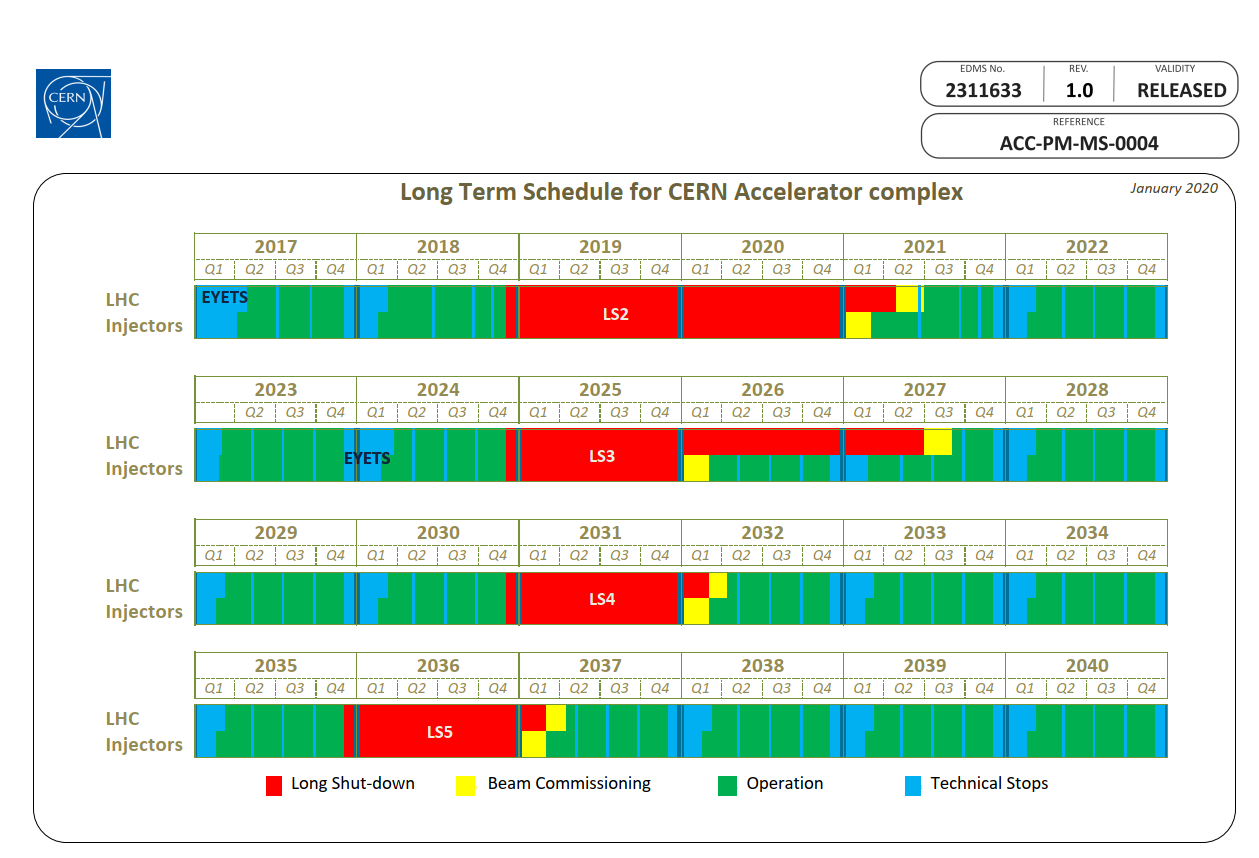 CERN
EDMS No. REV. VALIDITY
2311633 1.0 RELEASED
REFERENCE
ACC-PM-MS-0004
Long Term Schedule for CERN Accelerator complex
January 2020
2017 2018 2019 2020 2021 2022
Q1 Q2 Q3 Q4 Q1 Q2 Q3 Q4 Q1 Q2 Q3 Q4 Q1 Q2 Q3 Q4 Q1 Q2 Q3 Q4 Q1 Q2 Q3 Q4
LHC EYETS
LS2
Injectors
2023 2024 2025 2026 2027 2028
Q2 Q3 Q4 Q1 Q2 Q3 Q4 Q1 Q2 Q3 Q4 Q1 Q2 Q3 Q4 Q1 Q2 Q3 Q4 Q1 Q2 Q3 Q4
LHC
EYETS LS3
Injectors
2029 2030 2031 2032 2033 2034
Q1 Q2 Q3 Q4 Q1 Q2 Q3 Q4 Q1 Q2 Q3 Q4 Q1 Q2 Q3 Q4 Q1 Q2 Q3 Q4 Q1 Q2 Q3 Q4
LHC
LS4
Injectors
2035 2036 2037 2038 2039 2040
Q1 Q2 Q3 Q4 Q1 Q2 Q3 Q4 Q1 Q2 Q3 Q4 Q1 Q2 Q3 Q4 Q1 Q2 Q3 Q4 Q1 Q2 Q3 Q4
LHC
LS5
Injectors
Long Shut-down Beam Commissioning Operation Technical Stops